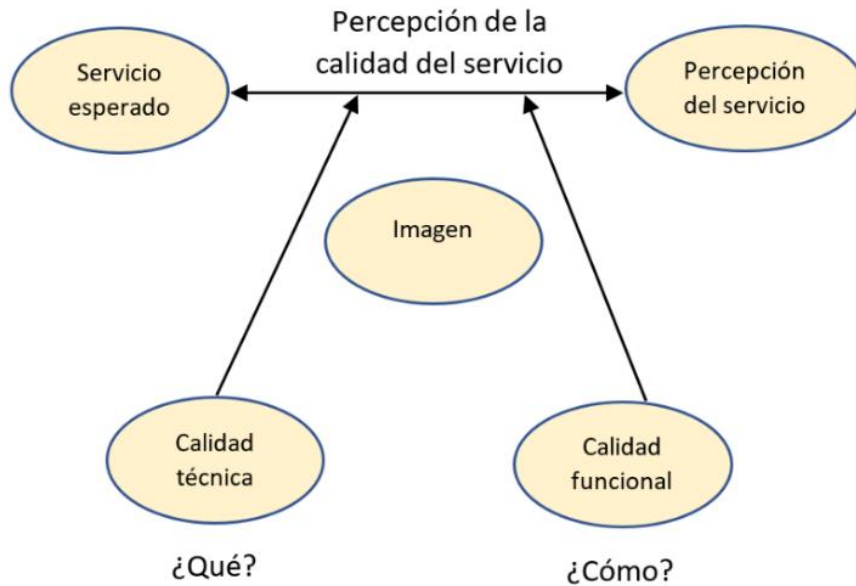 Percepción de la
calidad del servicio
Servicio
esperado
Percepción
del servicio
Imagen
Calidad
técnica
Calidad
funcional
¿Qué?
¿Cómo?